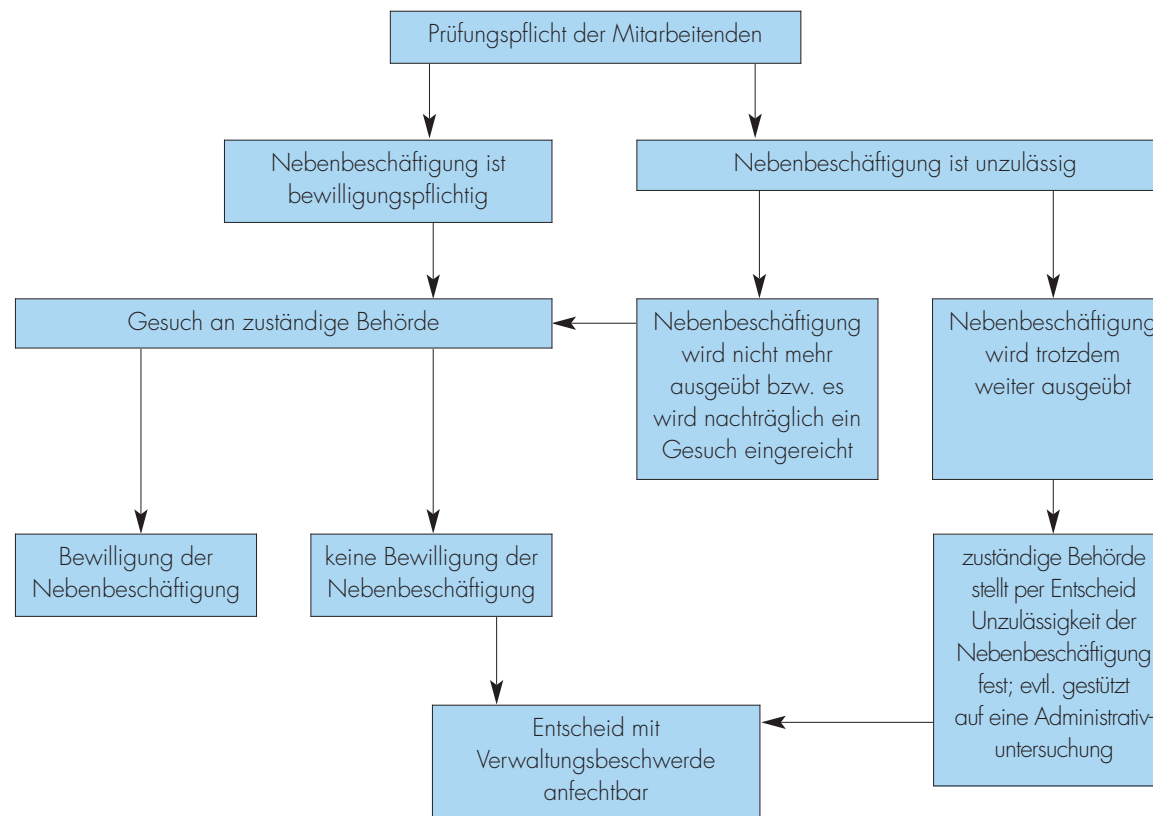 Prüfungspflicht der Mitarbeitenden
Nebenbeschäftigung ist
bewilligungspflichtig
Nebenbeschäftigung ist unzulässig
Gesuch an zuständige Behörde
Nebenbeschäftigung
wird nicht mehr
ausgeübt bzw. es
wird nachträglich ein
Gesuch eingereicht
Nebenbeschäftigung
wird trotzdem
weiter ausgeübt
Bewilligung der
Nebenbeschäftigung
keine Bewilligung der
Nebenbeschäftigung
zuständige Behörde
stellt per Entscheid
Unzulässigkeit der
Nebenbeschäftigung
fest; evtl. gestützt
auf eine Administrativ-
untersuchung
Entscheid mit
Verwaltungsbeschwerde
anfechtbar